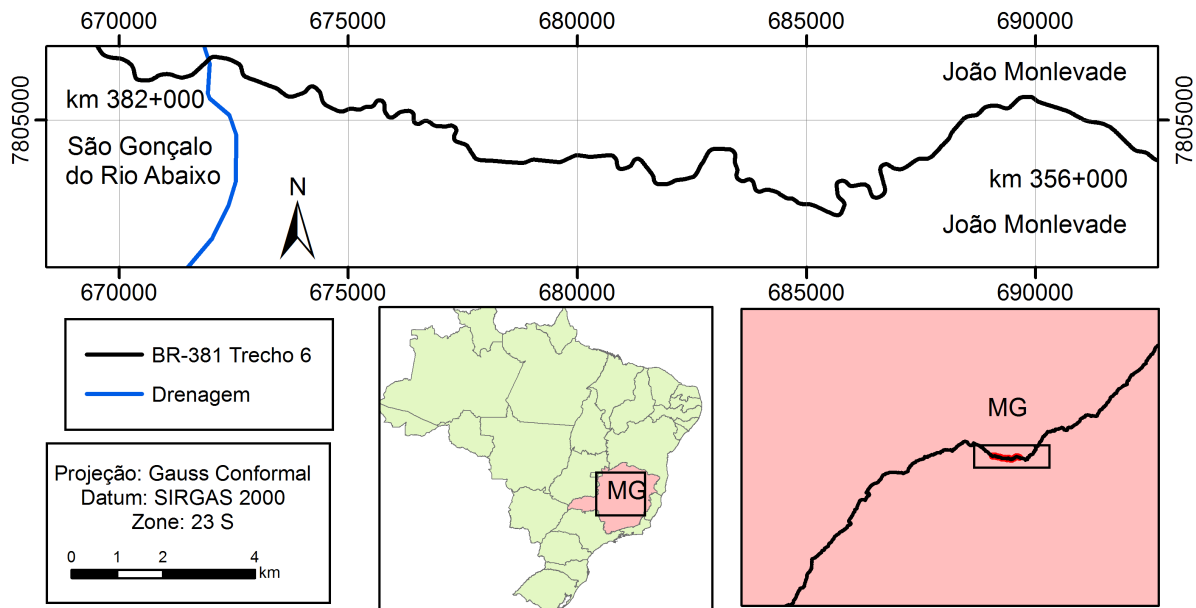 670000 675000 680000 685000 690000
João Monlevade
km 382+000
7805000
7805000
São Gonçalo
do Rio Abaixo
N
km 356+000
João Monlevade
670000 675000 680000 685000 690000
BR-381 Trecho 6
Drenagem
MG
MG
Projeção: Gauss Conformal
Datum: SIRGAS 2000
Zone: 23 S
0 1 2 4
km